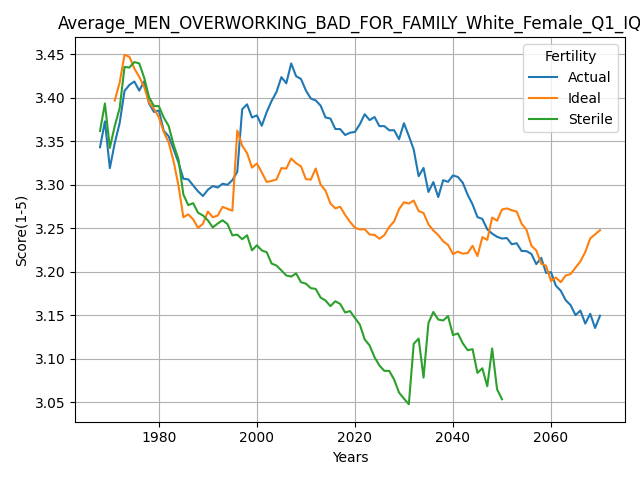 Average_MEN_OVERWORKING_BAD_FOR_FAMILY_White_Female_Q1_IQ
Fertility
Actual
Ideal
Sterile
Score(1-5)
3.45
3.40
3.35
3.30
3.25
3.20
3.15
3.10
3.05
1980
2000
2020
2040
2060
Years